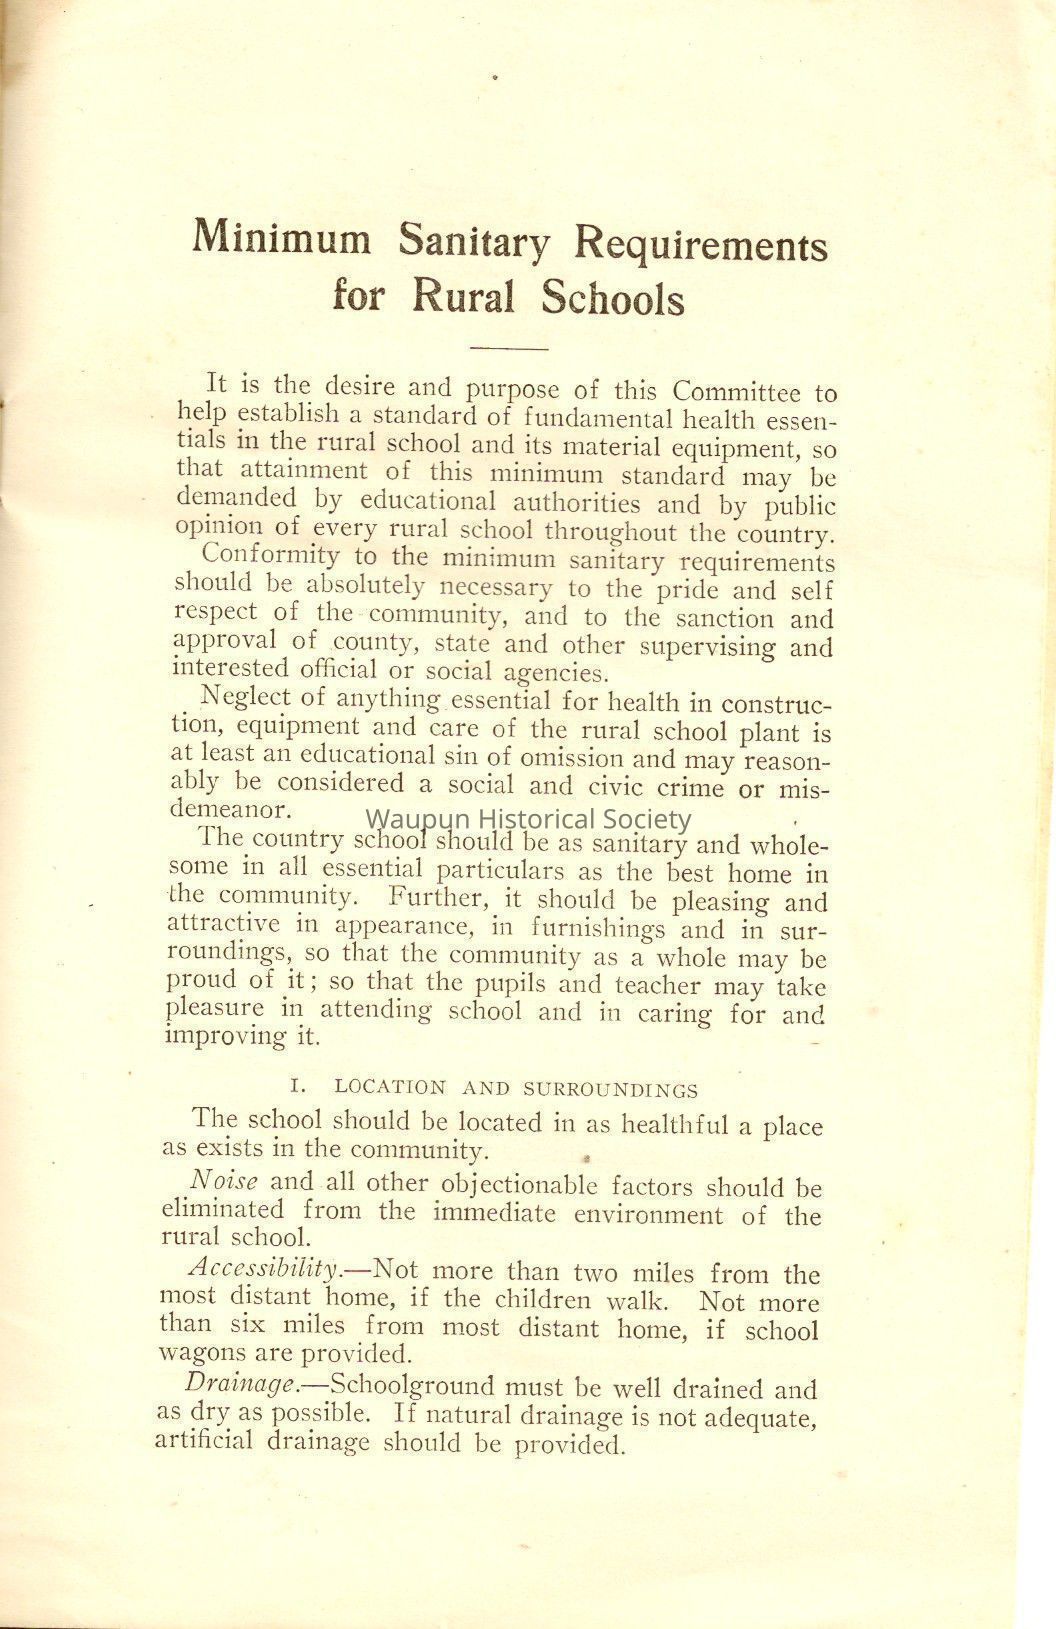 Minimum Sanitary Requirements
for Rural Schools
It is the desire and purpose of this Committee to
help establish a standard of fundamental health essen-
tials in the rural school and its material equipment, so
that attainment of this minimum standard may be
demanded by educational authorities and by public
opinion of every rural school throughout the country.
Conformity to the minimum sanitary requirements
should be absolutely necessary to the pride and self
respect of the community, and to the sanction and
approval of county, state and other supervising and
interested official or social agencies.
Neglect of anything essential for health in construc-
tion, equipment and care of the rural school plant is
at least an educational sin of omission and may reason-
ably be considered a social and civic crime or mis-
demeanor.
Waupun Historical Society
The country school should be as sanitary and whole-
some in all essential particulars as the best home in
the community. Further, it should be pleasing and
attractive in appearance, in furnishings and in sur-
roundings, so that the community as a whole may be
proud of it; so that the pupils and teacher may take
pleasure in attending school and in caring for and
improving it.
I. LOCATION AND SURROUNDINGS
The school should be located in as healthful a place
as exists in the community.
Noise and all other objectionable factors should be
eliminated from the immediate environment of the
rural school.
Accessibility.—Not more than two miles from the
most distant home, if the children walk. Not more
than six miles from most distant home, if school
wagons are provided.
Drainage.—Schoolground must be well drained and
as dry as possible. If natural drainage is not adequate,
artificial drainage should be provided.